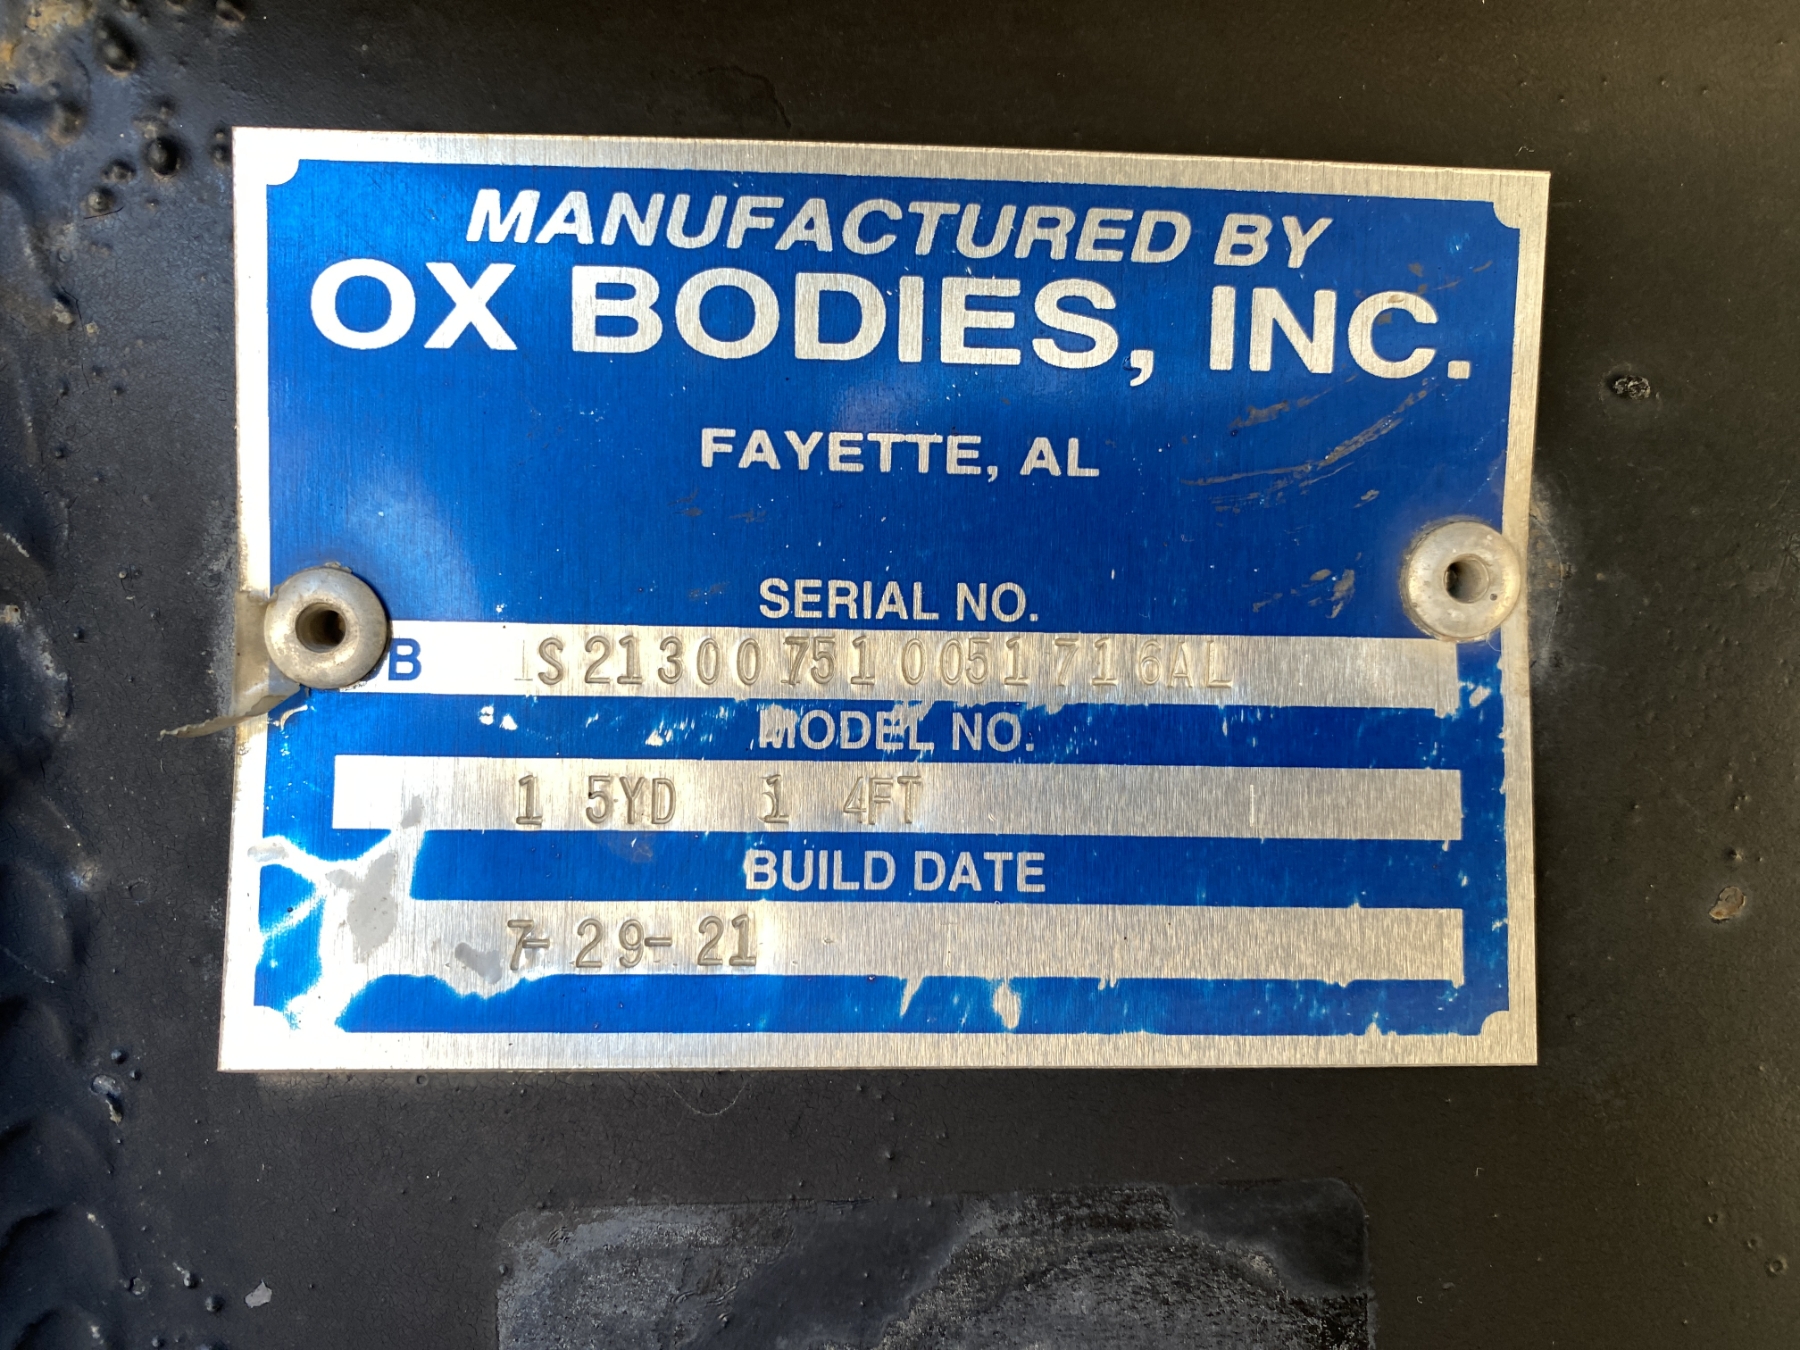 MANUFACTURED BY
OX BODIES, INC.
FAYETTE, AL
SERIAL NO.
B 1S21300751005171 6AL
MODEL NO.
1 5YD 1 4FT
BUILD DATE
7-29-21